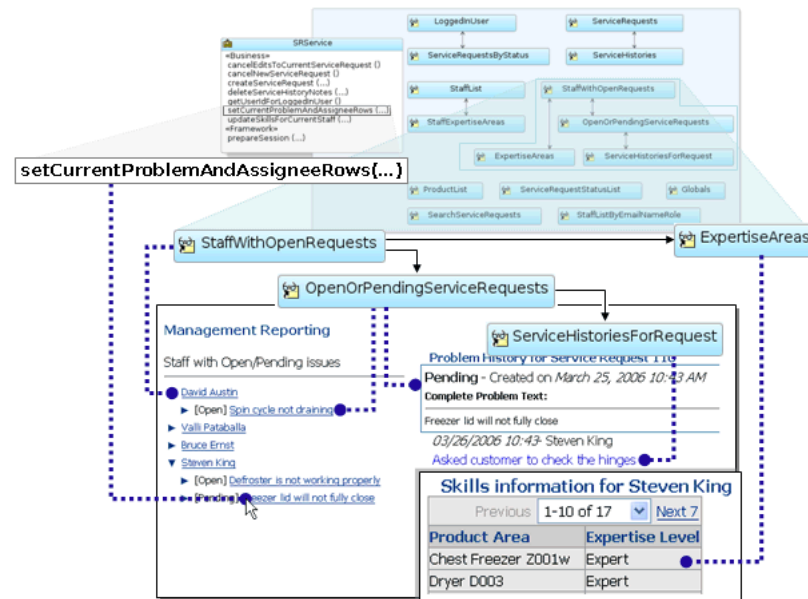 LoggedInUser
ServiceRequests
SRService
«Business»
cancelEditsToCurrentServiceRequest ()
cancelNewServiceRequest ()
createServiceRequest (...)
deleteServiceHistoryNotes (...)
getUserIdForLoggedInUser ()
setCurrentProblemAndAssigneeRows (...)
updateSkillsForCurrentStaff (...)
«Framework»
prepareSession (...)
ServiceRequestsByStatus
ServiceHistories
StaffList
StaffWithOpenRequests
StaffExpertiseAreas
OpenOrPendingServiceRequests
ExpertiseAreas
ServiceHistoriesForRequest
ProductList
ServiceRequestStatusList
Globals
SearchServiceRequests
StaffListByEmailNameRole
setCurrentProblemAndAssigneeRows(...)
StaffWithOpenRequests
ExpertiseAreas
OpenOrPendingServiceRequests
ServiceHistoriesForRequest
Management Reporting
Staff with Open/Pending issues
David Austin
[Open] Spin cycle not draining
Valli Pataballa
Bruce Ernst
Steven King
[Open] Defroster is not working properly
[Pending] Freezer lid will not fully close
Problem History for Service Request 110
Pending - Created on March 25, 2006 10:43 AM
Complete Problem Text:
Freezer lid will not fully close
03/26/2006 10:43- Steven King
Asked customer to check the hinges
Skills information for Steven King
Previous 1-10 of 17 Next 7
Product Area Expertise Level
Chest Freezer Z001w Expert
Dryer D003 Expert